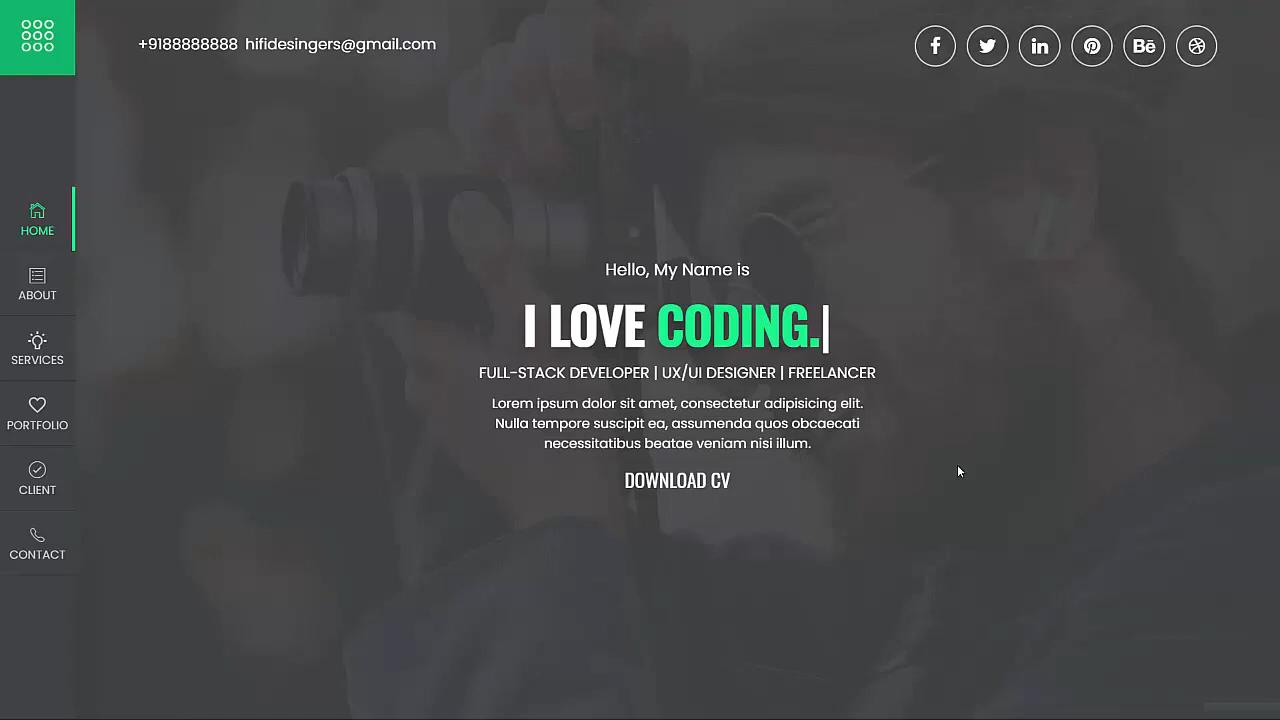 +9188888888 hifidesingers@gmail.com
Bē
HOME
ABOUT
SERVICES
PORTFOLIO
CLIENT
CONTACT
Hello, My Name is
I LOVE CODING.|
FULL-STACK DEVELOPER | UX/UI DESIGNER | FREELANCER
Lorem ipsum dolor sit amet, consectetur adipisicing elit.
Nulla tempore suscipit ea, assumenda quos obcaecati
necessitatibus beatae veniam nisi illum.
DOWNLOAD CV